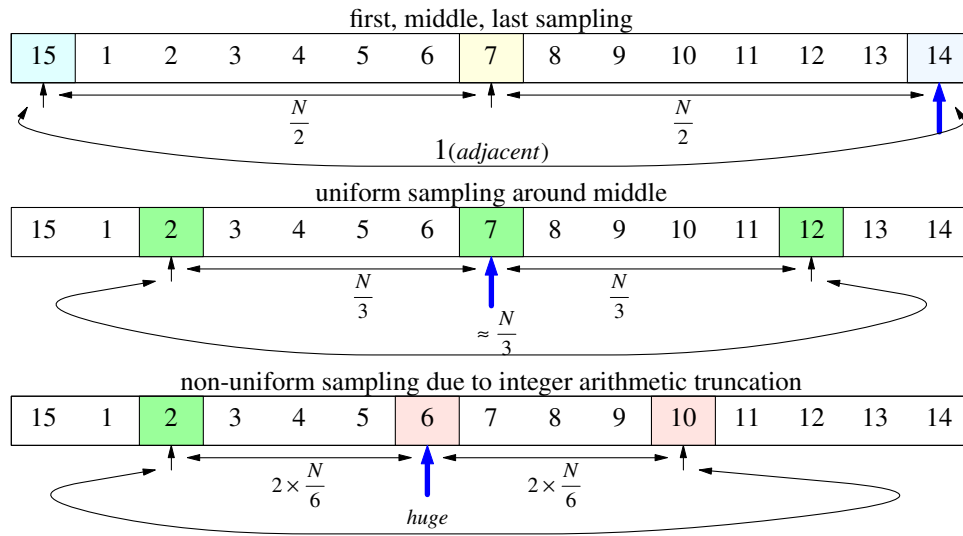 first, middle, last sampling
15 1 2 3 4 5 6 7 8 9 10 11 12 13 14
N/2 N/2
1(adjacent)
uniform sampling around middle
15 1 2 3 4 5 6 7 8 9 10 11 12 13 14
N/3 N/3
≈ N/3
non-uniform sampling due to integer arithmetic truncation
15 1 2 3 4 5 6 7 8 9 10 11 12 13 14
2 × N/6 2 × N/6
huge